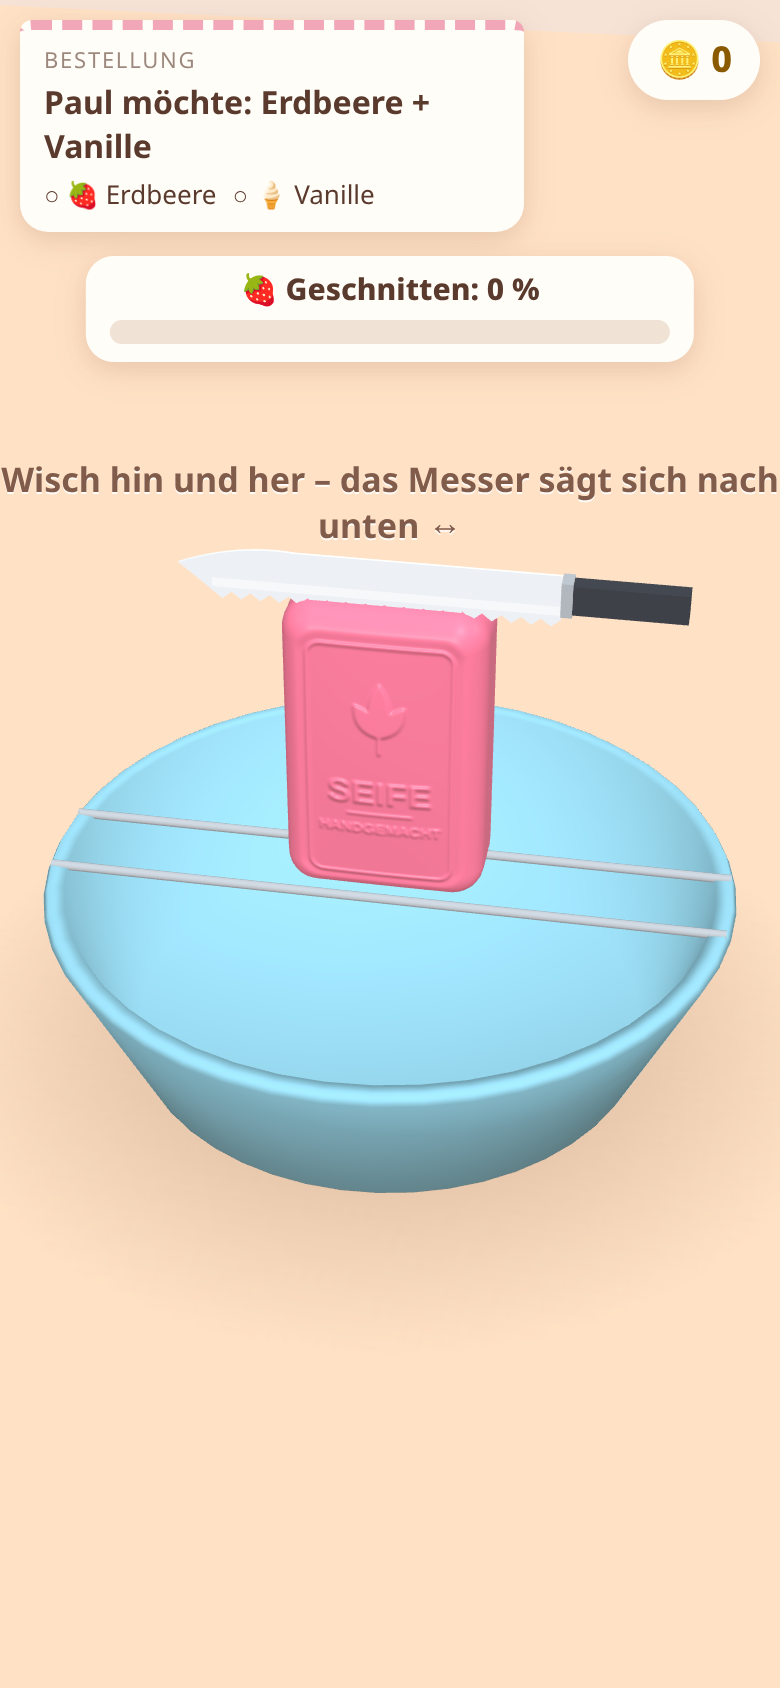 BESTELLUNG
Paul möchte: Erdbeere +
Vanille
○ 🍓 Erdbeere ○ 🍦 Vanille
🪙 0
🍓 Geschnitten: 0 %
Wisch hin und her – das Messer sägt sich nach
unten ↔
SEIFE
HANDGEMACHT